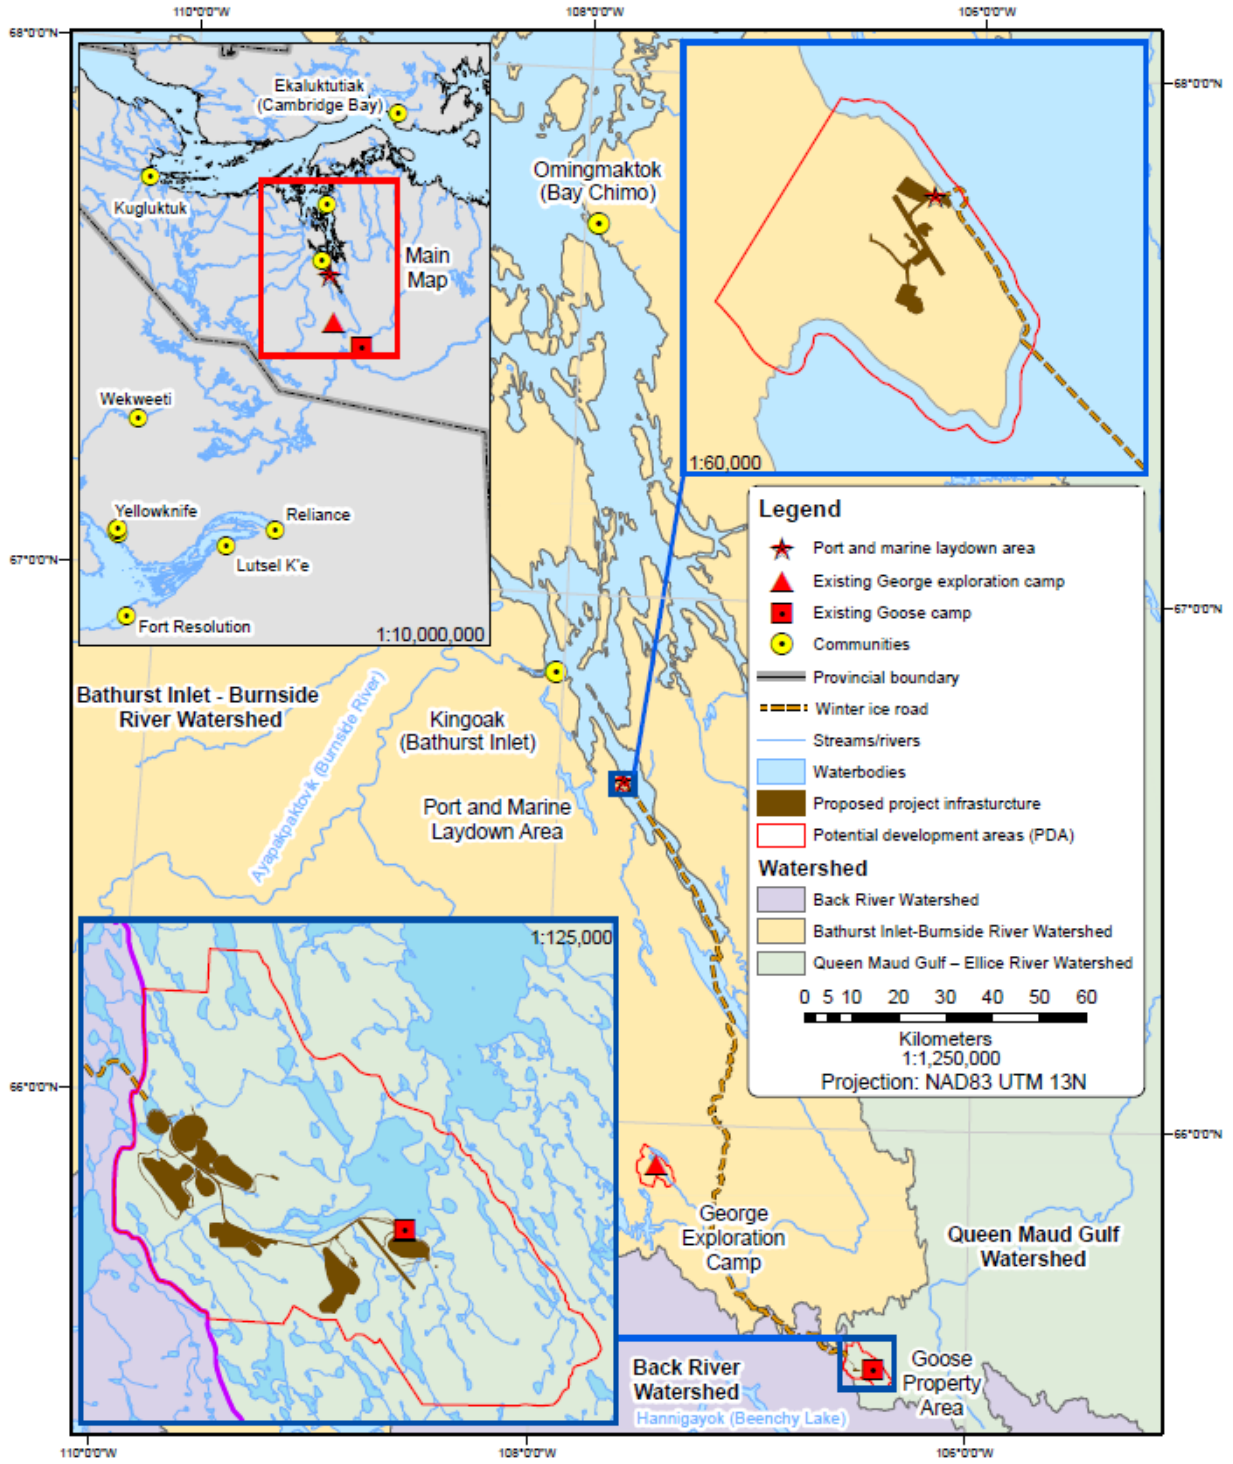 110°0'0"W
108°0'0"W
106°0'0"W
68°0'0"N
68°0'0"N
Ekaluktutiak
(Cambridge Bay)
Kugluktuk
Main
Map
Wekweeti
Yellowknife
Reliance
Lutsel K'e
Fort Resolution
1:10,000,000
Omingmaktok
(Bay Chimo)
1:60,000
67°0'0"N
67°0'0"N
Legend
Port and marine laydown area
Existing George exploration camp
Existing Goose camp
Communities
Provincial boundary
Winter ice road
Streams/rivers
Waterbodies
Proposed project infrasturcture
Potential development areas (PDA)
Watershed
Back River Watershed
Bathurst Inlet-Burnside River Watershed
Queen Maud Gulf – Ellice River Watershed
0 5 10 20 30 40 50 60
Kilometers
1:1,250,000
Projection: NAD83 UTM 13N
Bathurst Inlet - Burnside
River Watershed
Ayapakpaktovik (Burnside River)
Kingoak
(Bathurst Inlet)
Port and Marine
Laydown Area
1:125,000
66°0'0"N
66°0'0"N
George
Exploration
Camp
Queen Maud Gulf
Watershed
Back River
Watershed
Hannigayok (Beenchy Lake)
Goose
Property
Area
110°0'0"W
108°0'0"W
106°0'0"W